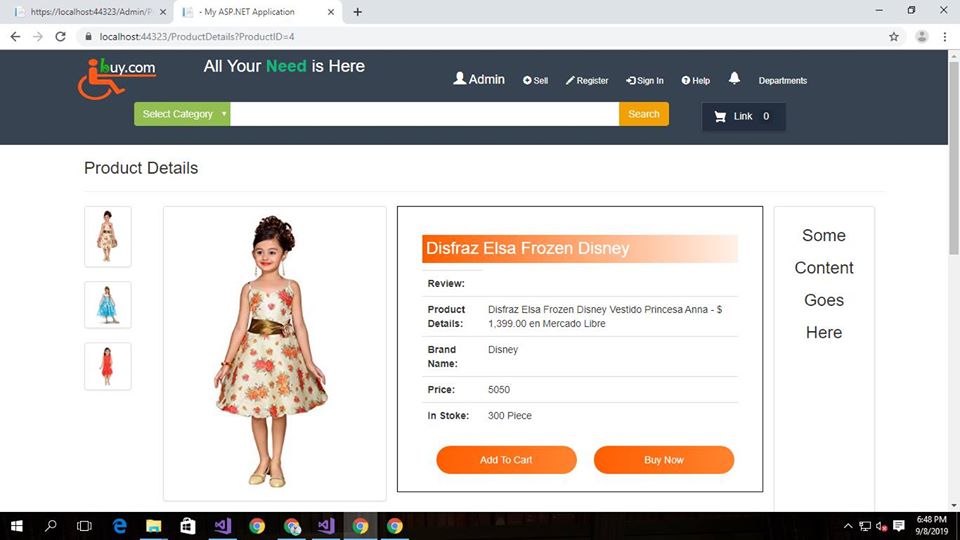 https://localhost:44323/Admin/P
- My ASP.NET Application
localhost:44323/ProductDetails?ProductID=4
buy.com
All Your Need is Here
Admin
Sell
Register
Sign In
Help
Departments
Select Category
Search
Link 0
Product Details
Disfraz Elsa Frozen Disney
Review:
Product Details:
Disfraz Elsa Frozen Disney Vestido Princesa Anna - $
1,399.00 en Mercado Libre
Brand Name:
Disney
Price:
5050
In Stoke:
300 Piece
Add To Cart
Buy Now
Some
Content
Goes
Here
6:48 PM
9/8/2019